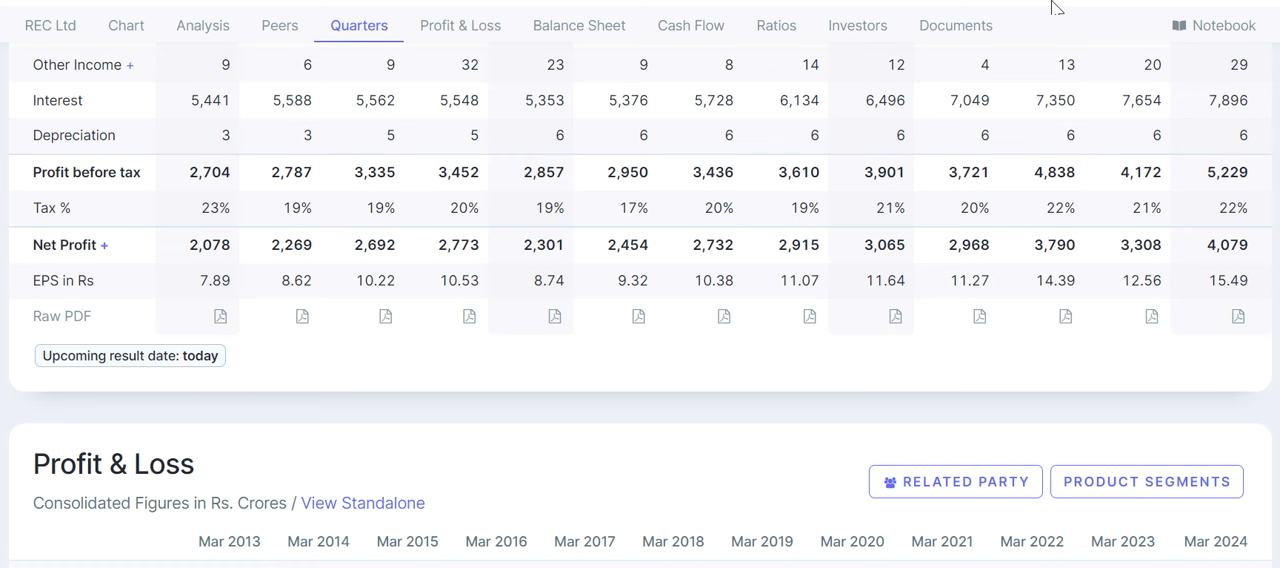 REC Ltd Chart Analysis Peers Quarters Profit & Loss Balance Sheet Cash Flow Ratios Investors Documents Notebook
Other Income + 9 6 9 32 23 9 8 14 12 4 13 20 29
Interest 5,441 5,588 5,562 5,548 5,353 5,376 5,728 6,134 6,496 7,049 7,350 7,654 7,896
Depreciation 3 3 5 5 6 6 6 6 6 6 6 6 6
Profit before tax 2,704 2,787 3,335 3,452 2,857 2,950 3,436 3,610 3,901 3,721 4,838 4,172 5,229
Tax % 23% 19% 19% 20% 19% 17% 20% 19% 21% 20% 22% 21% 22%
Net Profit + 2,078 2,269 2,692 2,773 2,301 2,454 2,732 2,915 3,065 2,968 3,790 3,308 4,079
EPS in Rs 7.89 8.62 10.22 10.53 8.74 9.32 10.38 11.07 11.64 11.27 14.39 12.56 15.49
Raw PDF
Upcoming result date: today
Profit & Loss
RELATED PARTY PRODUCT SEGMENTS
Consolidated Figures in Rs. Crores / View Standalone
Mar 2013 Mar 2014 Mar 2015 Mar 2016 Mar 2017 Mar 2018 Mar 2019 Mar 2020 Mar 2021 Mar 2022 Mar 2023 Mar 2024